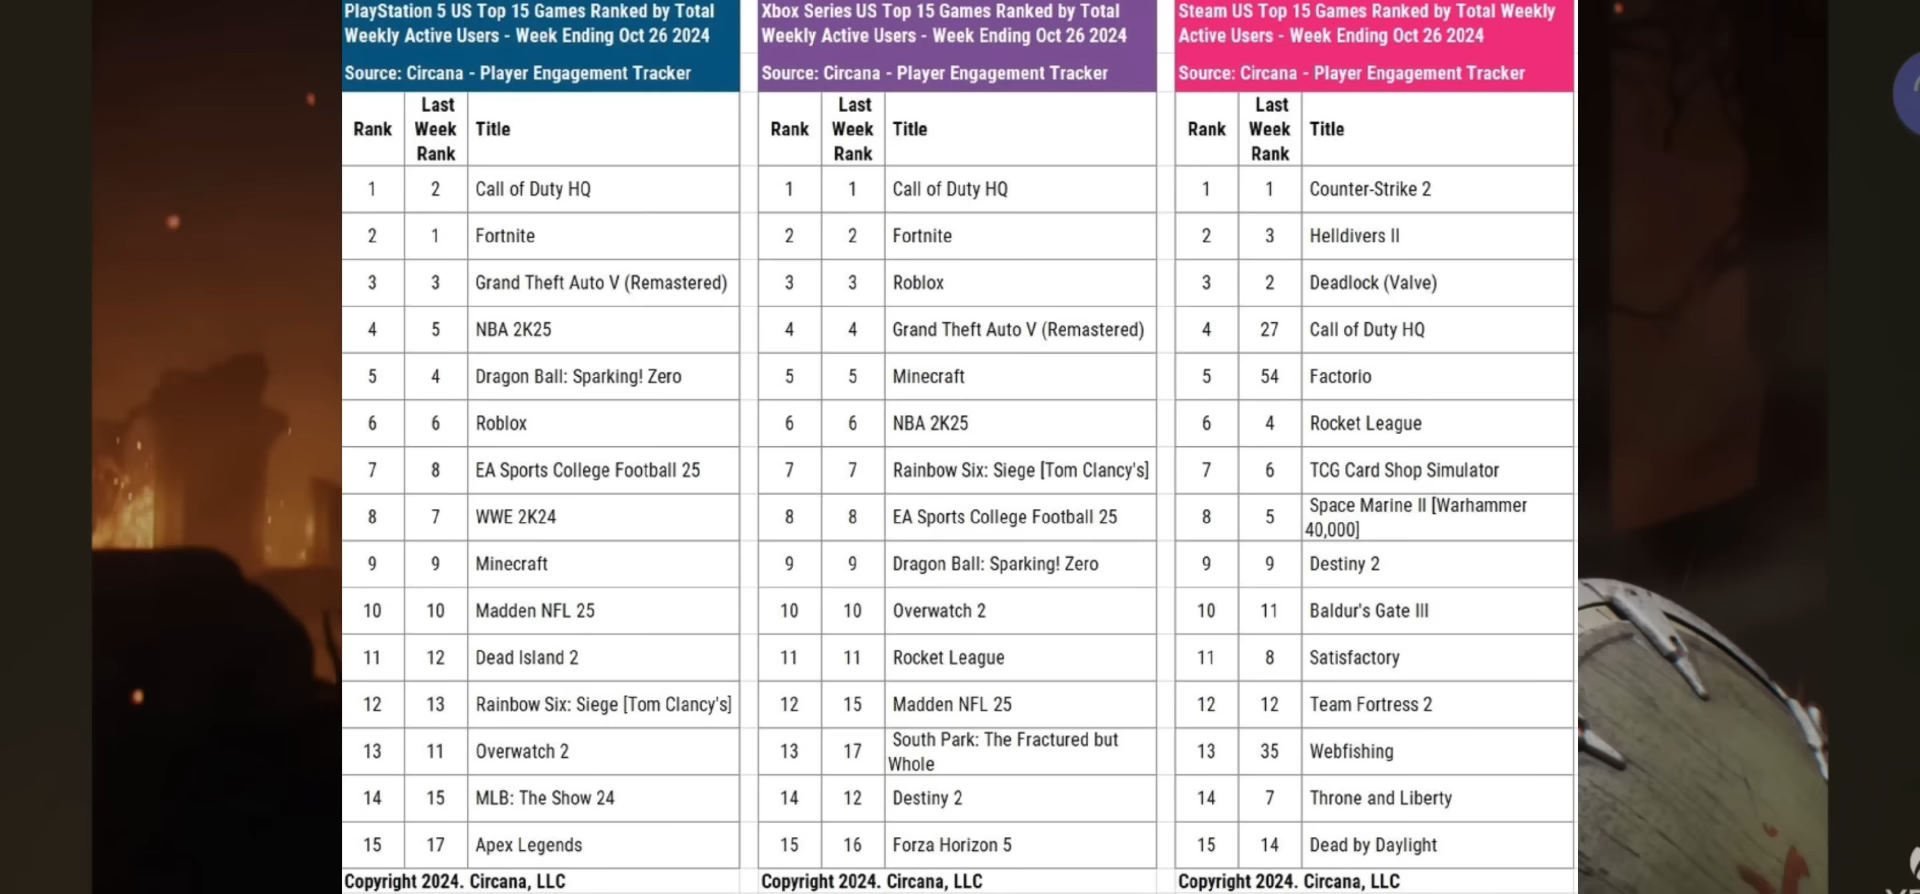 PlayStation 5 US Top 15 Games Ranked by Total
Weekly Active Users - Week Ending Oct 26 2024
Source: Circana - Player Engagement Tracker
Rank Last Week Rank Title
1 2 Call of Duty HQ
2 1 Fortnite
3 3 Grand Theft Auto V (Remastered)
4 5 NBA 2K25
5 4 Dragon Ball: Sparking! Zero
6 6 Roblox
7 8 EA Sports College Football 25
8 7 WWE 2K24
9 9 Minecraft
10 10 Madden NFL 25
11 12 Dead Island 2
12 13 Rainbow Six: Siege [Tom Clancy's]
13 11 Overwatch 2
14 15 MLB: The Show 24
15 17 Apex Legends
Copyright 2024. Circana, LLC
Xbox Series US Top 15 Games Ranked by Total
Weekly Active Users - Week Ending Oct 26 2024
Source: Circana - Player Engagement Tracker
Rank Last Week Rank Title
1 1 Call of Duty HQ
2 2 Fortnite
3 3 Roblox
4 4 Grand Theft Auto V (Remastered)
5 5 Minecraft
6 6 NBA 2K25
7 7 Rainbow Six: Siege [Tom Clancy's]
8 8 EA Sports College Football 25
9 9 Dragon Ball: Sparking! Zero
10 10 Overwatch 2
11 11 Rocket League
12 15 Madden NFL 25
13 17 South Park: The Fractured but
Whole
14 12 Destiny 2
15 16 Forza Horizon 5
Copyright 2024. Circana, LLC
Steam US Top 15 Games Ranked by Total Weekly
Active Users - Week Ending Oct 26 2024
Source: Circana - Player Engagement Tracker
Rank Last Week Rank Title
1 1 Counter-Strike 2
2 3 Helldivers II
3 2 Deadlock (Valve)
4 27 Call of Duty HQ
5 54 Factorio
6 4 Rocket League
7 6 TCG Card Shop Simulator
8 5 Space Marine II [Warhammer
40,000]
9 9 Destiny 2
10 11 Baldur's Gate III
11 8 Satisfactory
12 12 Team Fortress 2
13 35 Webfishing
14 7 Throne and Liberty
15 14 Dead by Daylight
Copyright 2024. Circana, LLC